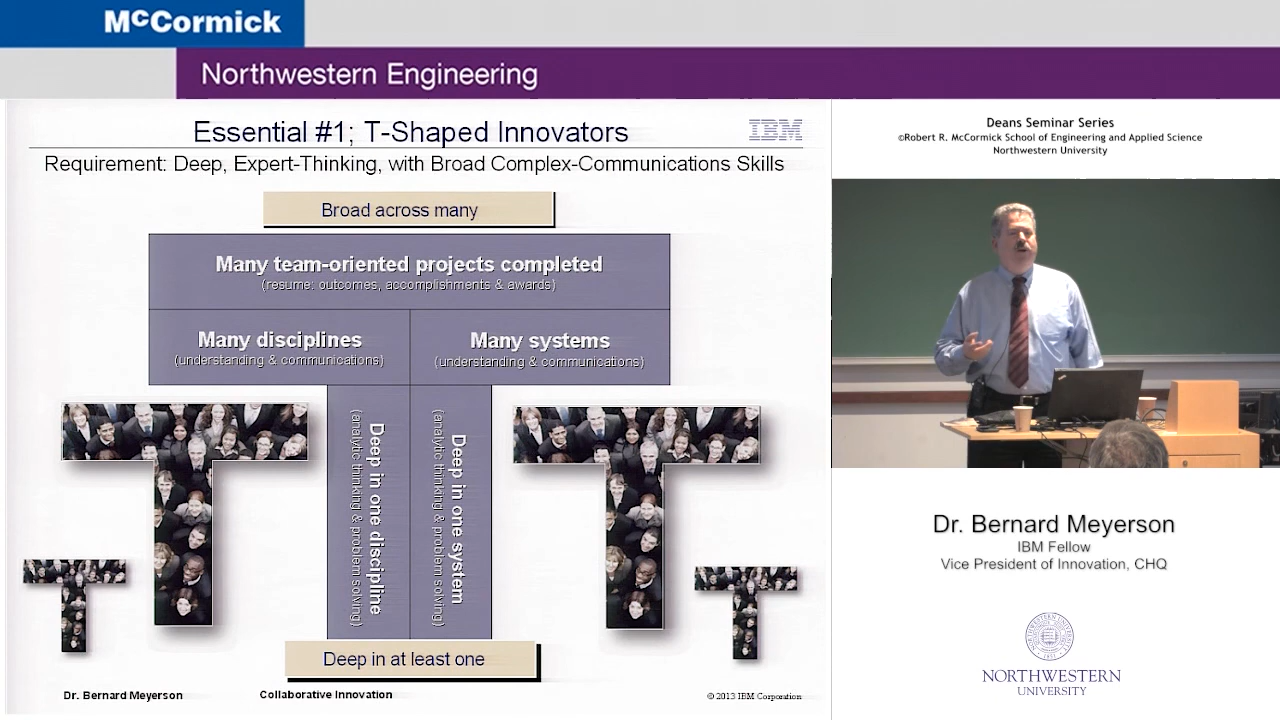 McCormick
Northwestern Engineering
Essential #1: T-Shaped Innovators
IBM
Requirement: Deep, Expert-Thinking, with Broad Complex-Communications Skills
Broad across many
Many team-oriented projects completed
(resume: outcomes, accomplishments & awards)
Many disciplines
(understanding & communications)
Many systems
(understanding & communications)
Deep in one discipline
(analytic thinking & problem solving)
Deep in one system
(analytic thinking & problem solving)
Deep in at least one
Dr. Bernard Meyerson
Collaborative Innovation
© 2013 IBM Corporation
Deans Seminar Series
©Robert R. McCormick School of Engineering and Applied Science
Northwestern University
Dr. Bernard Meyerson
IBM Fellow
Vice President of Innovation, CHQ
NORTHWESTERN
UNIVERSITY